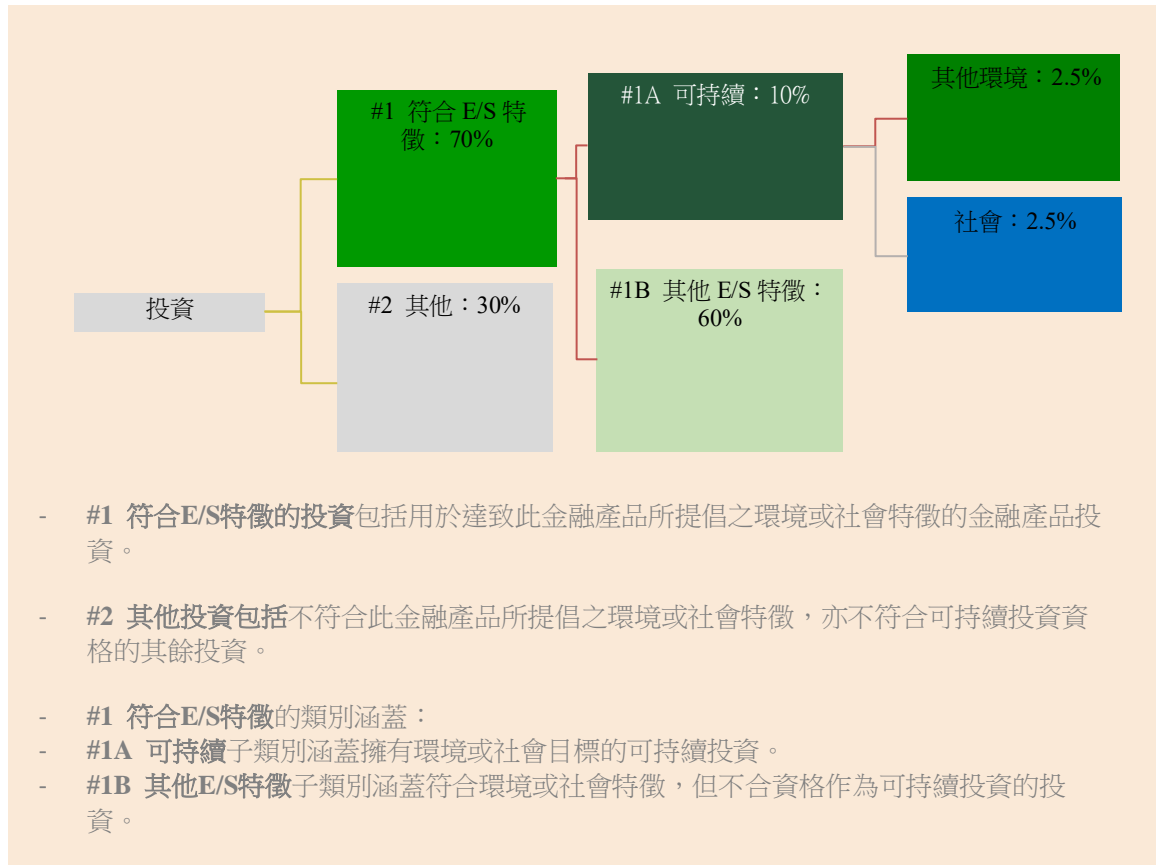 #1 符合 E/S 特
徵：70%
#1A 可持續：10%
其他環境：2.5%
社會：2.5%
投資
#2 其他：30%
#1B 其他 E/S 特徵：
60%
- #1 符合E/S特徵的投資包括用於達致此金融產品所提倡之環境或社會特徵的金融產品投
資。
- #2 其他投資包括不符合此金融產品所提倡之環境或社會特徵，亦不符合可持續投資資
格的其餘投資。
- #1 符合E/S特徵的類別涵蓋：
- #1A 可持續子類別涵蓋擁有環境或社會目標的可持續投資。
- #1B 其他E/S特徵子類別涵蓋符合環境或社會特徵，但不合資格作為可持續投資的投
資。